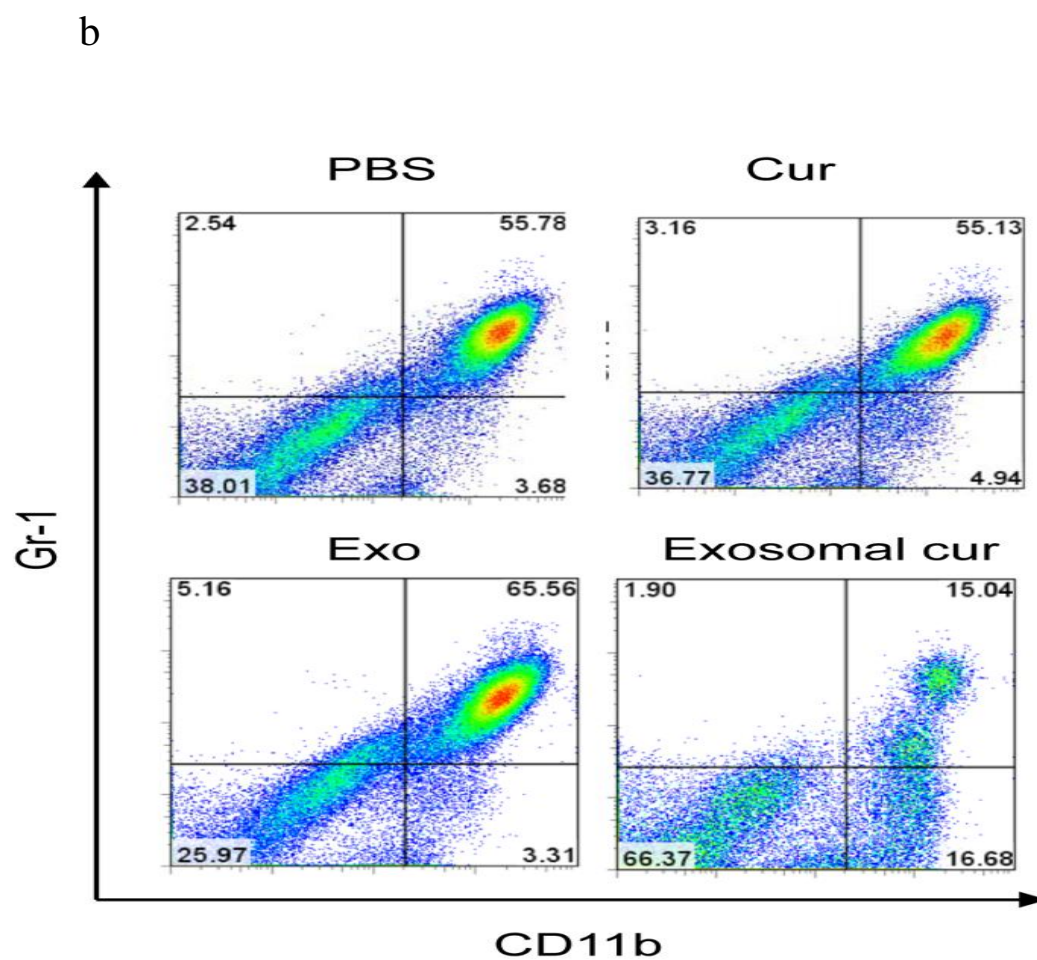 b
PBS
Cur
2.54 55.78
3.16 55.13
38.01 3.68
36.77 4.94
Gr-1
Exo
Exosomal cur
5.16 65.56
1.90 15.04
25.97 3.31
66.37 16.68
CD11b